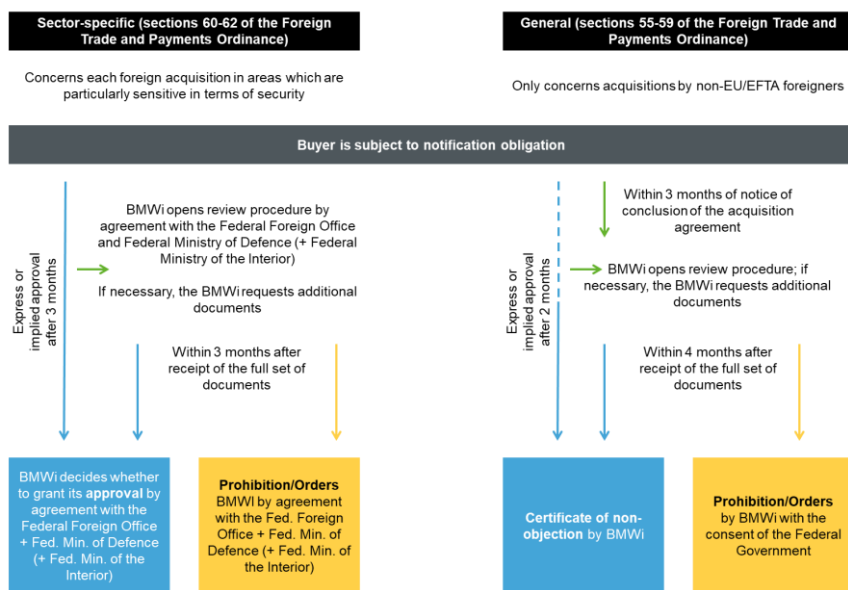 Sector-specific (sections 60-62 of the Foreign
Trade and Payments Ordinance)
Concerns each foreign acquisition in areas which are
particularly sensitive in terms of security
General (sections 55-59 of the Foreign Trade and
Payments Ordinance)
Only concerns acquisitions by non-EU/EFTA foreigners
Buyer is subject to notification obligation
Express or
implied approval
after 3 months
BMWi opens review procedure by
agreement with the Federal Foreign Office
and Federal Ministry of Defence (+ Federal
Ministry of the Interior)
If necessary, the BMWi requests additional
documents
Within 3 months after
receipt of the full set of
documents
BMWi decides whether
to grant its approval by
agreement with the
Federal Foreign Office
+ Fed. Min. of Defence
(+ Fed. Min. of the
Interior)
Prohibition/Orders
BMWI by agreement
with the Fed. Foreign
Office + Fed. Min. of
Defence (+ Fed. Min. of
the Interior)
Express or
implied approval
after 2 months
Within 3 months of notice of
conclusion of the acquisition
agreement
BMWi opens review procedure; if
necessary, the BMWi requests additional
documents
Within 4 months after
receipt of the full set of
documents
Certificate of non-
objection by BMWi
Prohibition/Orders
by BMWi with the
consent of the Federal
Government